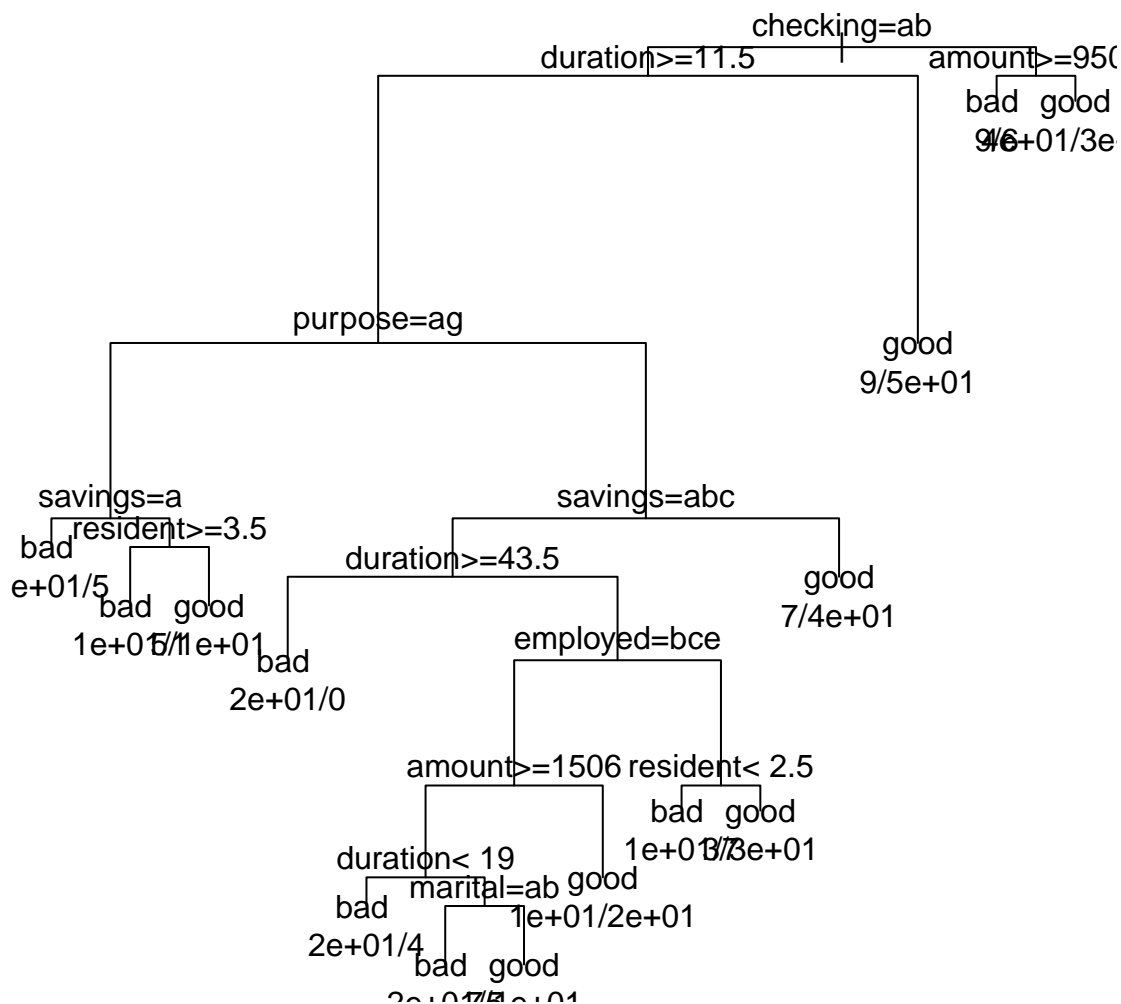 checking=ab
duration>=11.5
amount>=950
bad
good
purpose=ag
good
9/5e+01
savings=a
savings=abc
bad
resident>=3.5
e+01/5
bad
good
duration>=43.5
good
7/4e+01
bad
2e+01/0
employed=bce
amount>=1506
resident< 2.5
bad
good
duration< 19
marital=ab
good
1e+01/2e+01
bad
2e+01/4
bad
good